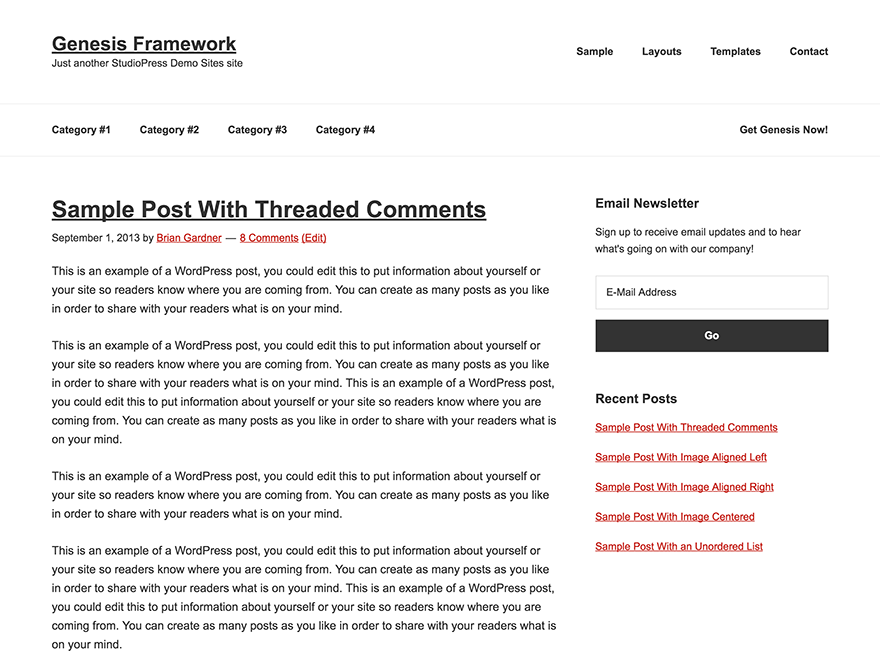 Genesis Framework
Just another StudioPress Demo Sites site
Sample Layouts Templates Contact
Category #1 Category #2 Category #3 Category #4 Get Genesis Now!
Sample Post With Threaded Comments
September 1, 2013 by Brian Gardner — 8 Comments (Edit)
This is an example of a WordPress post, you could edit this to put information about yourself or
your site so readers know where you are coming from. You can create as many posts as you like
in order to share with your readers what is on your mind.
This is an example of a WordPress post, you could edit this to put information about yourself or
your site so readers know where you are coming from. You can create as many posts as you like
in order to share with your readers what is on your mind. This is an example of a WordPress post,
you could edit this to put information about yourself or your site so readers know where you are
coming from. You can create as many posts as you like in order to share with your readers what is
on your mind.
This is an example of a WordPress post, you could edit this to put information about yourself or
your site so readers know where you are coming from. You can create as many posts as you like
in order to share with your readers what is on your mind.
This is an example of a WordPress post, you could edit this to put information about yourself or
your site so readers know where you are coming from. You can create as many posts as you like
in order to share with your readers what is on your mind. This is an example of a WordPress post,
you could edit this to put information about yourself or your site so readers know where you are
coming from. You can create as many posts as you like in order to share with your readers what is
on your mind.
Email Newsletter
Sign up to receive email updates and to hear
what's going on with our company!
E-Mail Address
Go
Recent Posts
Sample Post With Threaded Comments
Sample Post With Image Aligned Left
Sample Post With Image Aligned Right
Sample Post With Image Centered
Sample Post With an Unordered List